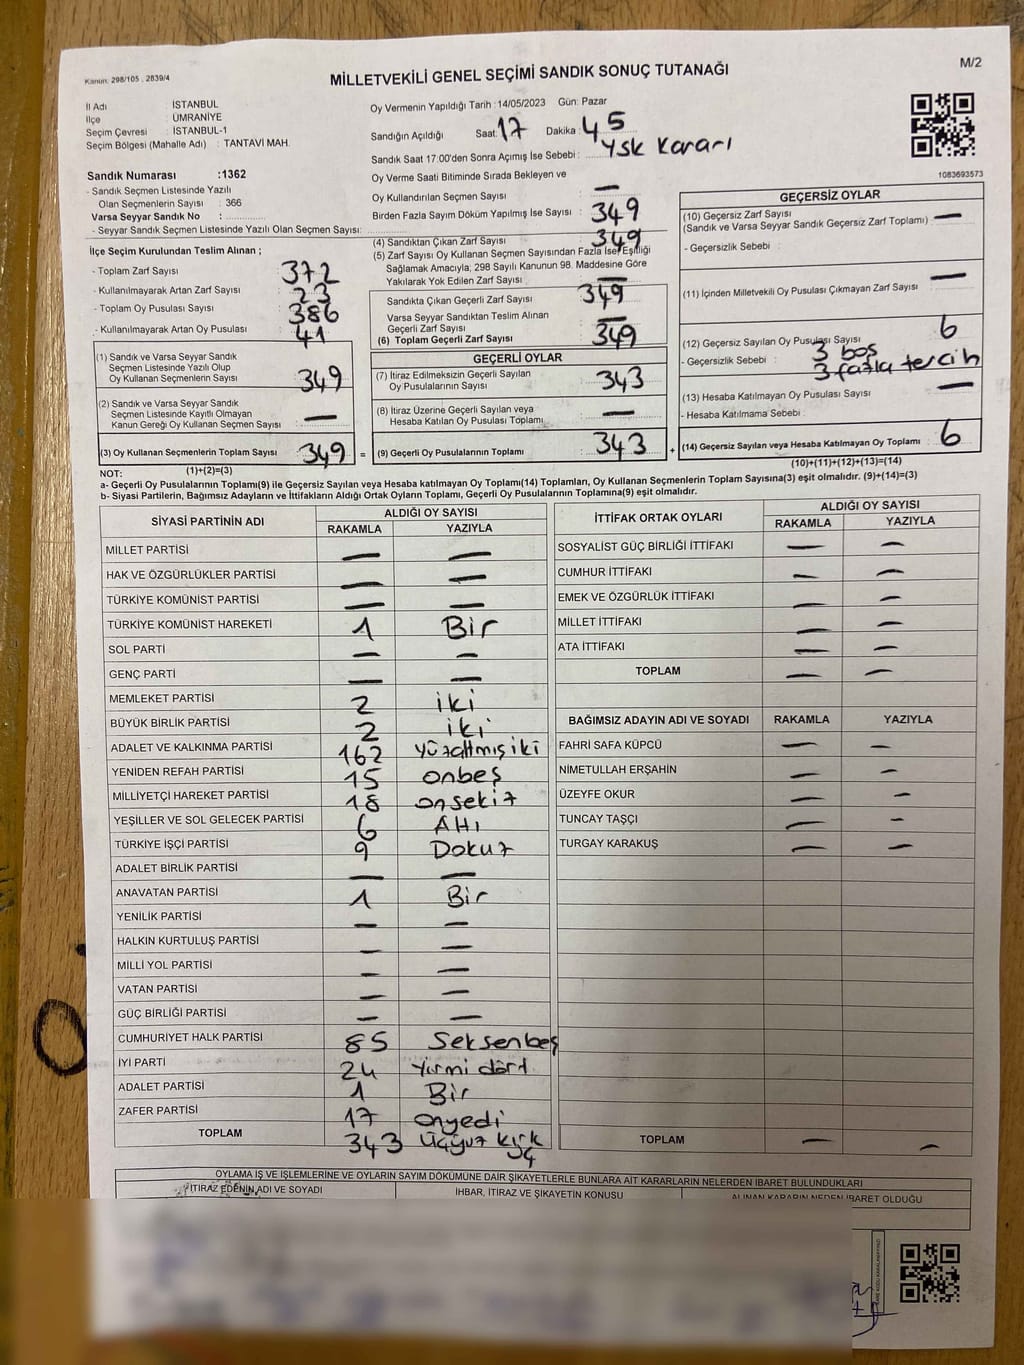 Kanun: 298/105 , 2839/4
MİLLETVEKİLİ GENEL SEÇİMİ SANDIK SONUÇ TUTANAĞI
M/2
İl Adı : İSTANBUL
İlçe : ÜMRANİYE
Seçim Çevresi : İSTANBUL-1
Seçim Bölgesi (Mahalle Adı) : TANTAVİ MAH.
Oy Vermenin Yapıldığı Tarih : 14/05/2023 Gün: Pazar
Sandığın Açıldığı Saat: 17 Dakika: 45
Sandık Saat 17:00'den Sonra Açımış İse Sebebi : Ysk Kararı
1083693573
Sandık Numarası :1362
- Sandık Seçmen Listesinde Yazılı
Olan Seçmenlerin Sayısı : 366
Varsa Seyyar Sandık No :
- Seyyar Sandık Seçmen Listesinde Yazılı Olan Seçmen Sayısı:
Oy Verme Saati Bitiminde Sırada Bekleyen ve
Oy Kullandırılan Seçmen Sayısı : —
Birden Fazla Sayım Döküm Yapılmış İse Sayısı : 349
(4) Sandıktan Çıkan Zarf Sayısı : 349
(5) Zarf Sayısı Oy Kullanan Seçmen Sayısından Fazla İse, Eşitliği
Sağlamak Amacıyla; 298 Sayılı Kanunun 98. Maddesine Göre
Yakılarak Yok Edilen Zarf Sayısı : —
İlçe Seçim Kurulundan Teslim Alınan ;
- Toplam Zarf Sayısı : 372
- Kullanılmayarak Artan Zarf Sayısı : 23
- Toplam Oy Pusulası Sayısı : 386
- Kullanılmayarak Artan Oy Pusulası : 41
Sandıkta Çıkan Geçerli Zarf Sayısı : 349
Varsa Seyyar Sandıktan Teslim Alınan
Geçerli Zarf Sayısı : —
(6) Toplam Geçerli Zarf Sayısı : 349
GEÇERSİZ OYLAR
(10) Geçersiz Zarf Sayısı
(Sandık ve Varsa Seyyar Sandık Geçersiz Zarf Toplamı) : —
- Geçersizlik Sebebi :
(11) İçinden Milletvekili Oy Pusulası Çıkmayan Zarf Sayısı : —
(12) Geçersiz Sayılan Oy Pusulası Sayısı : 6
- Geçersizlik Sebebi : 3 boş
3 fazla tercih
(13) Hesaba Katılmayan Oy Pusulası Sayısı : —
- Hesaba Katılmama Sebebi :
(14) Geçersiz Sayılan veya Hesaba Katılmayan Oy Toplamı : 6
(1) Sandık ve Varsa Seyyar Sandık
Seçmen Listesinde Yazılı Olup
Oy Kullanan Seçmenlerin Sayısı : 349
(2) Sandık ve Varsa Seyyar Sandık
Seçmen Listesinde Kayıtlı Olmayan
Kanun Gereği Oy Kullanan Seçmen Sayısı : —
(3) Oy Kullanan Seçmenlerin Toplam Sayısı : 349 =
GEÇERLİ OYLAR
(7) İtiraz Edilmeksizin Geçerli Sayılan
Oy Pusulalarının Sayısı : 343
(8) İtiraz Üzerine Geçerli Sayılan veya
Hesaba Katılan Oy Pusulası Toplamı : —
(9) Geçerli Oy Pusulalarının Toplamı : 343 +
NOT: (1)+(2)=(3)
(10)+(11)+(12)+(13)=(14)
a- Geçerli Oy Pusulalarının Toplamı(9) ile Geçersiz Sayılan veya Hesaba katılmayan Oy Toplamı(14) Toplamları, Oy Kullanan Seçmenlerin Toplam Sayısına(3) eşit olmalıdır. (9)+(14)=(3)
b- Siyasi Partilerin, Bağımsız Adayların ve İttifakların Aldığı Ortak Oyların Toplamı, Geçerli Oy Pusulalarının Toplamına(9) eşit olmalıdır.
SİYASİ PARTİNİN ADI ALDIĞI OY SAYISI
RAKAMLA YAZIYLA
MİLLET PARTİSİ — —
HAK VE ÖZGÜRLÜKLER PARTİSİ — —
TÜRKİYE KOMÜNİST PARTİSİ — —
TÜRKİYE KOMÜNİST HAREKETİ 1 Bir
SOL PARTİ — —
GENÇ PARTİ — —
MEMLEKET PARTİSİ 2 iki
BÜYÜK BİRLİK PARTİSİ 2 iki
ADALET VE KALKINMA PARTİSİ 162 yüzaltmışiki
YENİDEN REFAH PARTİSİ 15 onbeş
MİLLİYETÇİ HAREKET PARTİSİ 18 onsekiz
YEŞİLLER VE SOL GELECEK PARTİSİ 6 Altı
TÜRKİYE İŞÇİ PARTİSİ 9 Dokuz
ADALET BİRLİK PARTİSİ — —
ANAVATAN PARTİSİ 1 Bir
YENİLİK PARTİSİ — —
HALKIN KURTULUŞ PARTİSİ — —
MİLLİ YOL PARTİSİ — —
VATAN PARTİSİ — —
GÜÇ BİRLİĞİ PARTİSİ — —
CUMHURİYET HALK PARTİSİ 85 Seksenbeş
İYİ PARTİ 24 Yirmi dört
ADALET PARTİSİ 1 Bir
ZAFER PARTİSİ 17 Onyedi
TOPLAM 343 Üçyüz kırk
İTTİFAK ORTAK OYLARI ALDIĞI OY SAYISI
RAKAMLA YAZIYLA
SOSYALİST GÜÇ BİRLİĞİ İTTİFAKI — —
CUMHUR İTTİFAKI — —
EMEK VE ÖZGÜRLÜK İTTİFAKI — —
MİLLET İTTİFAKI — —
ATA İTTİFAKI — —
TOPLAM — —
BAĞIMSIZ ADAYIN ADI VE SOYADI RAKAMLA YAZIYLA
FAHRİ SAFA KÜPCÜ — —
NİMETULLAH ERŞAHİN — —
ÜZEYFE OKUR — —
TUNCAY TAŞÇI — —
TURGAY KARAKUŞ — —
TOPLAM — —
OYLAMA İŞ VE İŞLEMLERİNE VE OYLARIN SAYIM DÖKÜMÜNE DAİR ŞİKAYETLERLE BUNLARA AİT KARARLARIN NELERDEN İBARET BULUNDUKLARI
İTİRAZ EDENİN ADI VE SOYADI İHBAR, İTİRAZ VE ŞİKAYETİN KONUSU ALINAN KARARIN NEDEN İBARET OLDUĞU